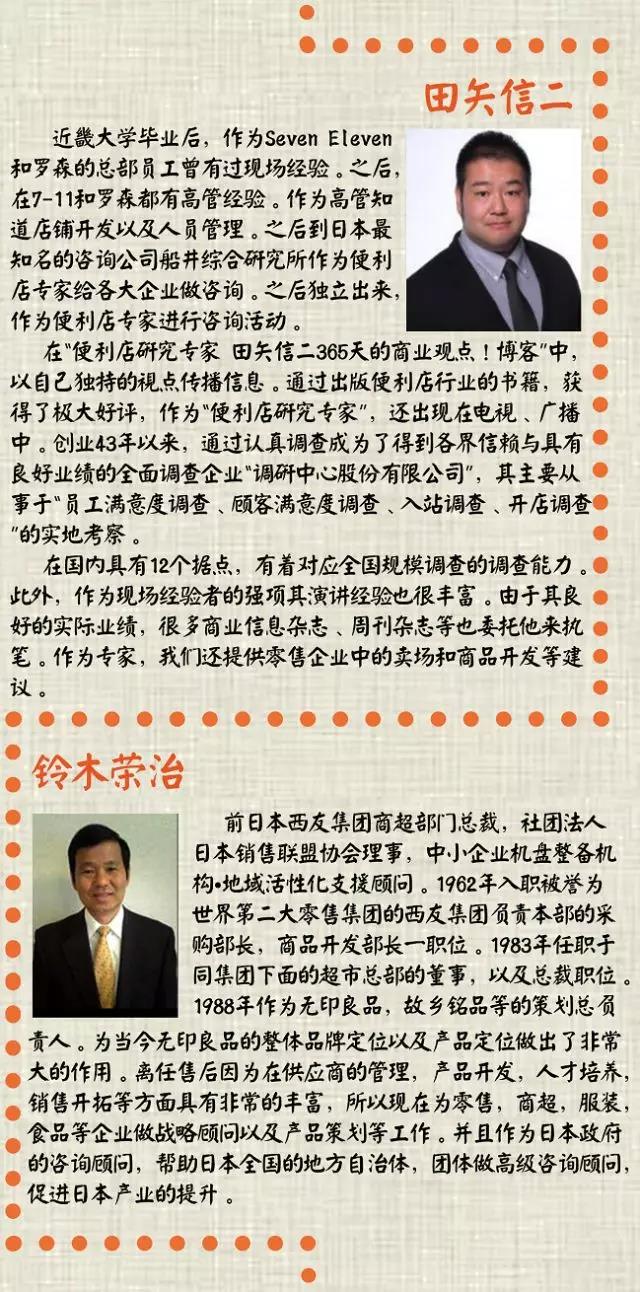 田矢信二
近畿大学毕业后，作为Seven Eleven
和罗森的总部员工曾有过现场经验。之后，
在7-11和罗森都有高管经验。作为高管知
道店铺开发以及人员管理。之后到日本最
知名的咨询公司船井综合研究所作为便利
店专家给各大企业做咨询。之后独立出来，
作为便利店专家进行咨询活动。
在“便利店研究专家 田矢信二365天的商业观点！博客”中，
以自己独特的視点传播信息。通过出版便利店行业的书籍，获
得了极大好评，作为“便利店研究专家”，还出现在电视、广播
中。创业43年以来，通过认真调查成为了得到各界信赖与具有
良好业绩的全面调查企业“调研中心股份有限公司”，其主要从
事于“员工满意度调查、顾客满意度调查、入站调查、开店调查
”的实地考察。
在国内具有12个据点，有着对应全国规模调查的调查能力。
此外，作为现场经验者的强项其演讲经验也很丰富。由于其良
好的实际业绩，很多商业信息杂志、周刊杂志等也委托他来执
笔。作为专家，我们还提供零售企业中的卖场和商品开发等建
议。
铃木荣治
前日本西友集团商超部门总裁，社团法人
日本销售联盟协会理事，中小企业机盘整备机
构•地域活性化支援顾问。1962年入职被誉为
世界第二大零售集团的西友集团负责本部的采
购部长，商品开发部长一职位。1983年任职于
同集团下面的超市总部的董事，以及总裁职位。
1988年作为无印良品，故乡铭品等的策划总负
责人。为当今无印良品的整体品牌定位以及产品定位做出了非常
大的作用。离任售后因为在供应商的管理，产品开发，人才培养，
销售开拓等方面具有非常的丰富，所以现在为零售，商超，服装，
食品等企业做战略顾问以及产品策划等工作。并且作为日本政府
的咨询顾问，帮助日本全国的地方自治体，团体做高级咨询顾问，
促进日本产业的提升。